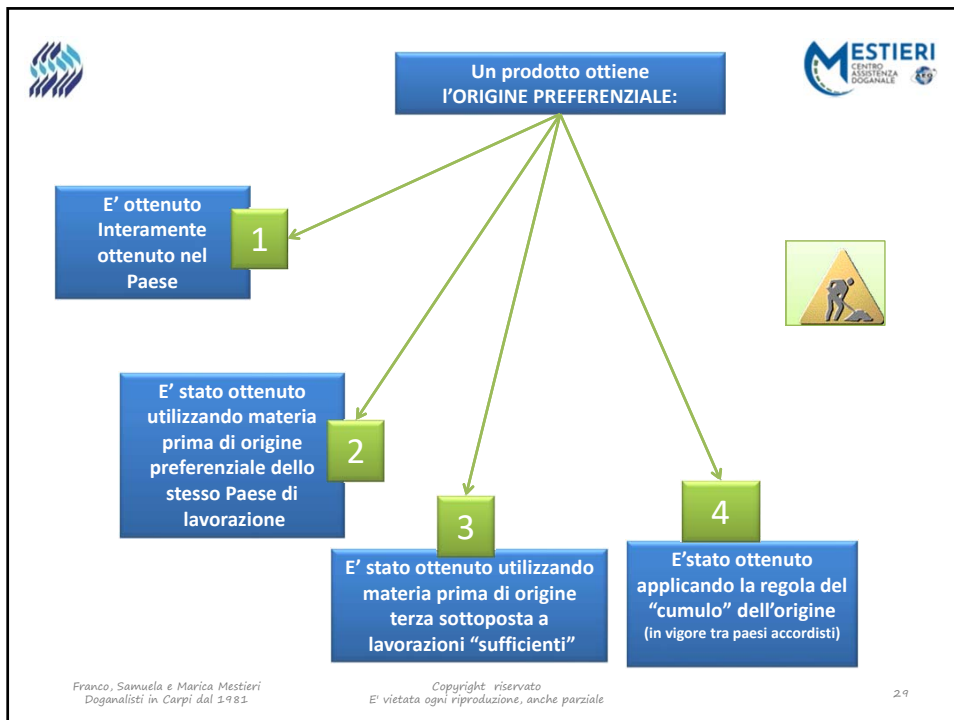 MESTIERI
CENTRO
ASSISTENZA
DOGANALE
Un prodotto ottiene
l'ORIGINE PREFERENZIALE:
E' ottenuto
Interamente
ottenuto nel
Paese
1
E' stato ottenuto
utilizzando materia
prima di origine
preferenziale dello
stesso Paese di
lavorazione
2
3
E' stato ottenuto utilizzando
materia prima di origine
terza sottoposta a
lavorazioni “sufficienti”
4
E'stato ottenuto
applicando la regola del
“cumulo” dell'origine
(in vigore tra paesi accordisti)
Franco, Samuela e Marica Mestieri
Doganalisti in Carpi dal 1981
Copyright riservato
E' vietata ogni riproduzione, anche parziale
29